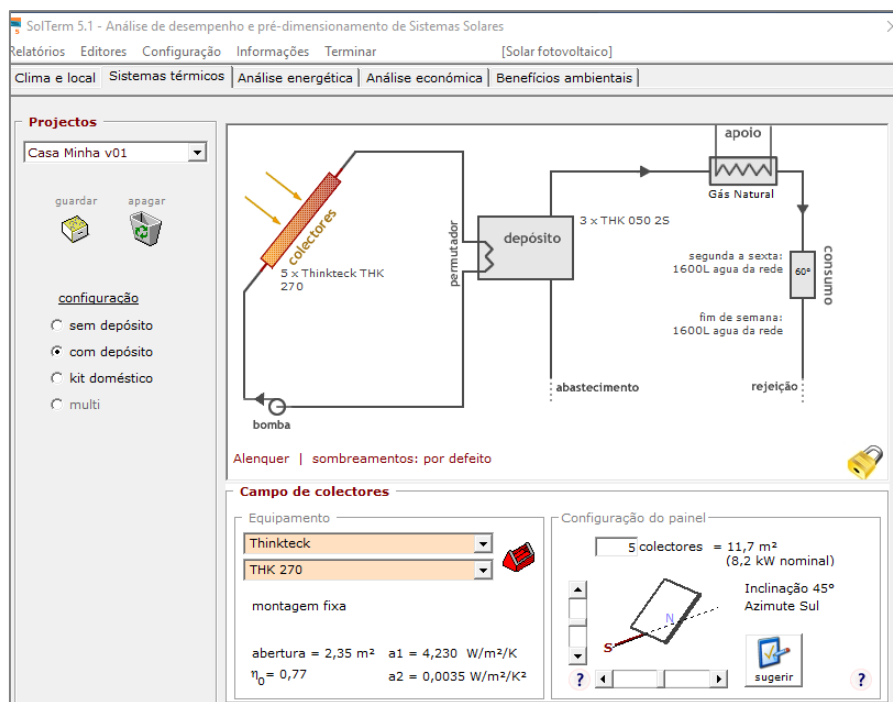 SolTerm 5.1 - Análise de desempenho e pré-dimensionamento de Sistemas Solares
Relatórios Editores Configuração Informações Terminar [Solar fotovoltaico]
Clima e local Sistemas térmicos Análise energética Análise económica Benefícios ambientais
Projectos
Casa Minha v01
guardar apagar
configuração
sem depósito
com depósito
kit doméstico
multi
apoio
Gás Natural
colectores
5 x Thinkteck THK
270
permutador
depósito
3 x THK 050 2S
segunda a sexta:
1600L agua da rede
60°
consumo
fim de semana:
1600L agua da rede
abastecimento
rejeição
bomba
Alenquer | sombreamentos: por defeito
Campo de colectores
Equipamento
Thinkteck
THK 270
montagem fixa
abertura = 2,35 m² a1 = 4,230 W/m²/K
η0= 0,77 a2 = 0,0035 W/m²/K²
Configuração do painel
5 colectores = 11,7 m²
(8,2 kW nominal)
Inclinação 45°
Azimute Sul
N
S
sugerir
? ?